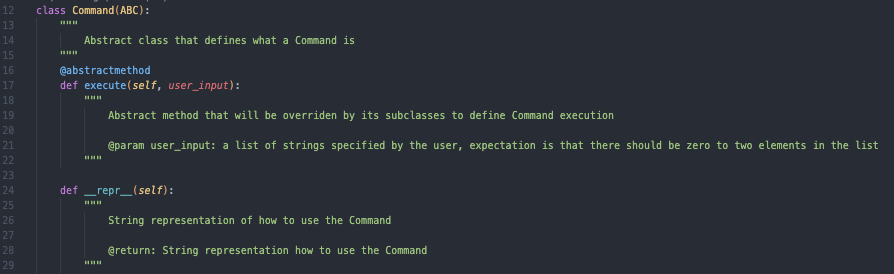 12 class Command(ABC):
13 """
14 Abstract class that defines what a Command is
15 """
16 @abstractmethod
17 def execute(self, user_input):
18 """
19 Abstract method that will be overriden by its subclasses to define Command execution
20
21 @param user_input: a list of strings specified by the user, expectation is that there should be zero to two elements in the list
22 """
23
24 def __repr__(self):
25 """
26 String representation of how to use the Command
27
28 @return: String representation how to use the Command
29 """